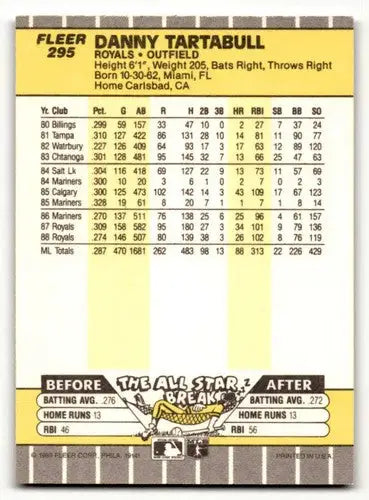 FLEER
295
DANNY TARTABULL
ROYALS • OUTFIELD
Height 6'1", Weight 205, Bats Right, Throws Right
Born 10-30-62, Miami, FL
Home Carlsbad, CA
Yr. Club Pct. G AB R H 2B 3B HR RBI SB BB SO
80 Billings .299 59 157 33 47 10 0 2 27 7 37 24
81 Tampa .310 127 422 86 131 28 10 14 81 11 90 77
82 Watrbury .227 126 409 64 93 17 3 17 63 12 89 120
83 Chtanoga .301 128 481 95 145 32 7 13 66 25 47 63
84 Salt Lk .304 116 418 69 127 22 9 13 73 11 57 69
84 Mariners .300 10 20 3 6 1 0 2 7 0 2 3
85 Calgary .300 125 473 102 142 14 3 43 109 17 67 123
85 Mariners .328 19 61 8 20 7 1 1 7 1 8 14
86 Mariners .270 137 511 76 138 25 6 25 96 4 61 157
87 Royals .309 158 582 95 180 27 3 34 101 9 79 136
88 Royals .274 146 507 80 139 38 3 26 102 8 76 119
ML Totals .287 470 1681 262 483 98 13 88 313 22 226 429
BEFORE
THE ALL STAR BREAK
AFTER
BATTING AVG. .276
BATTING AVG. .272
HOME RUNS 13
HOME RUNS 13
RBI 46
RBI 56
© 1989 FLEER CORP., PHILA. 19141
PRINTED IN U.S.A.